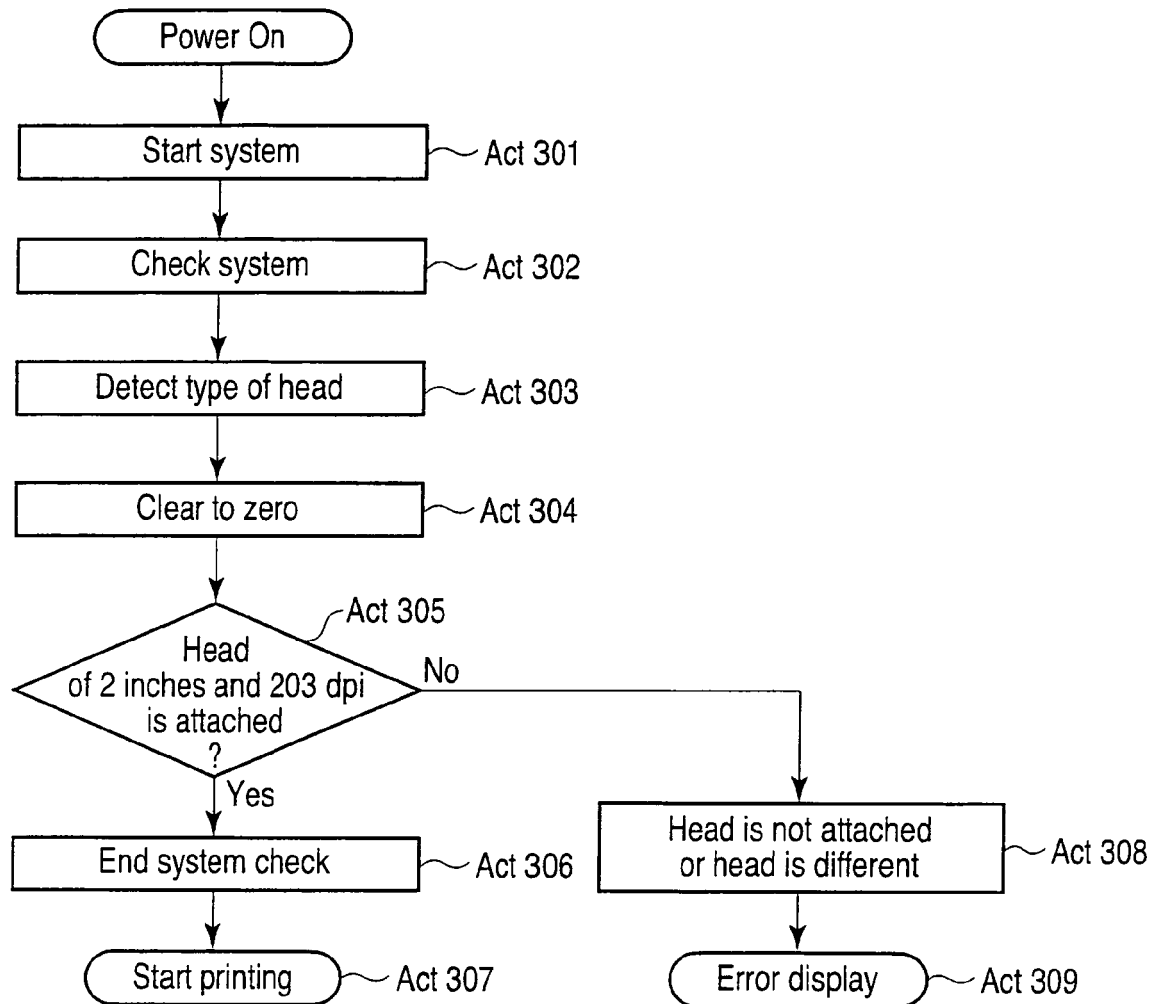 Power On
Start system
Act 301
Check system
Act 302
Detect type of head
Act 303
Clear to zero
Act 304
Act 305
Head
of 2 inches and 203 dpi
is attached
?
No
Yes
End system check
Act 306
Head is not attached
or head is different
Act 308
Start printing
Act 307
Error display
Act 309